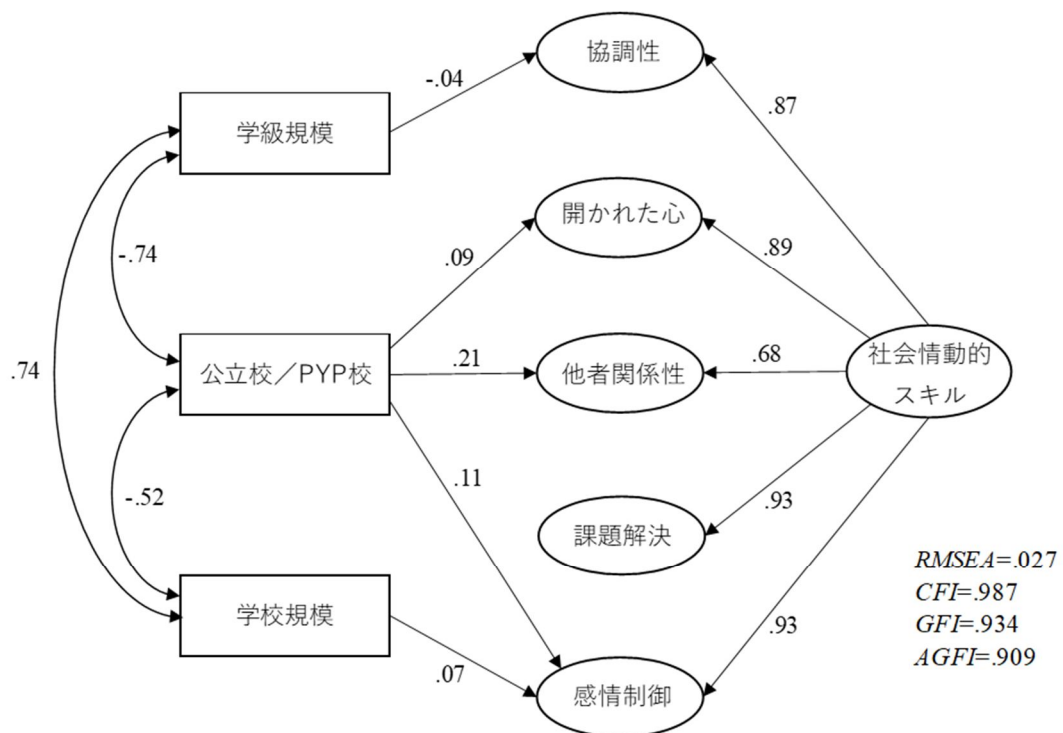 協調性
-.04
.87
学級規模
開かれた心
-.74
.09
.89
.74
公立校／PYP校
.21
他者関係性
.68
社会情動的
スキル
-.52
.11
.93
課題解決
RMSEA=.027
CFI=.987
GFI=.934
AGFI=.909
学校規模
.93
.07
感情制御